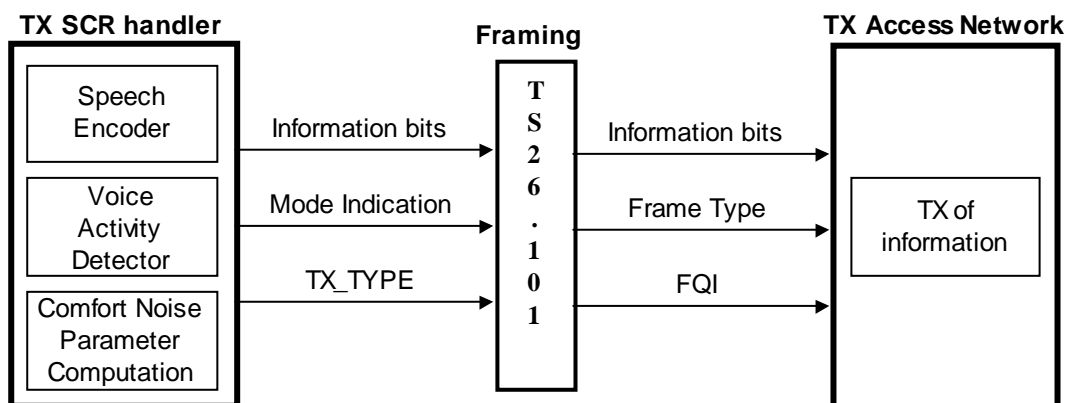 TX SCR handler
Framing
TX Access Network
Speech
Encoder
Voice
Activity
Detector
Comfort Noise
Parameter
Computation
Information bits
Mode Indication
TX_TYPE
T
S
2
6
.
1
0
1
Information bits
Frame Type
FQI
TX of
information